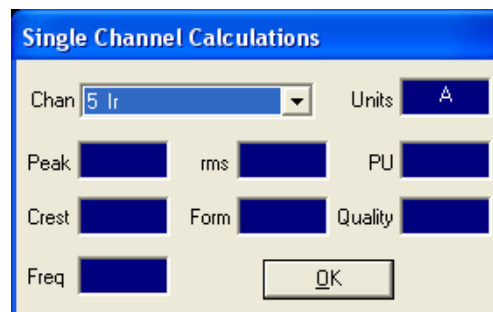 Single Channel Calculations
Chan 5 Ir Units A
Peak rms PU
Crest Form Quality
Freq OK